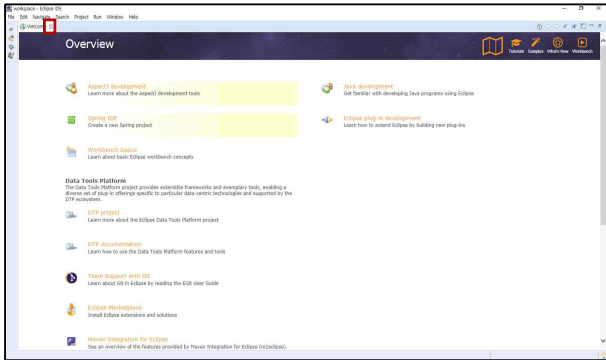 workspace - Eclipse IDE
File Edit Navigate Search Project Run Window Help
Welcome
Overview
Tutorials Samples What's New Workbench
AspectJ development
Learn more about the AspectJ development tools
Java development
Get familiar with developing Java programs using Eclipse
Spring IDE
Create a new Spring project
Eclipse plug-in development
Learn how to extend Eclipse by building new plug-ins
Workbench basics
Learn about basic Eclipse workbench concepts
Data Tools Platform
The Data Tools Platform project provides extensible frameworks and exemplary tools, enabling a
diverse set of plug-in offerings specific to particular data-centric technologies and supported by the
DTP ecosystem.
DTP project
Learn more about the Eclipse Data Tools Platform project
DTP documentation
Learn how to use the Data Tools Platform features and tools
Team Support with Git
Learn about Git in Eclipse by reading the EGit User Guide
Eclipse Marketplace
Install Eclipse extensions and solutions
Maven Integration for Eclipse
See an overview of the features provided by Maven Integration for Eclipse (m2eclipse).